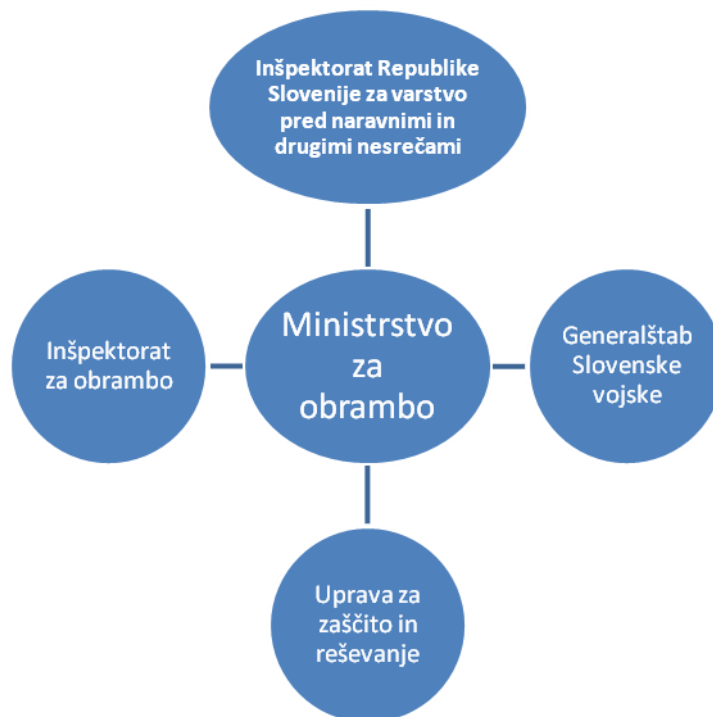 Inšpektorat Republike
Slovenije za varstvo
pred naravnimi in
drugimi nesrečami
Inšpektorat
za obrambo
Ministrstvo
za
obrambo
Generalštab
Slovenske
vojske
Uprava za
zaščito in
reševanje